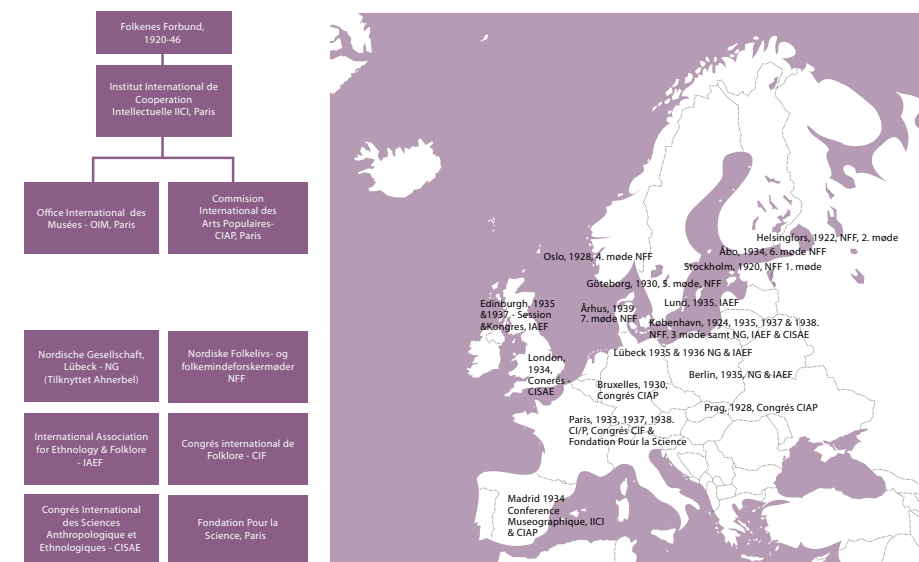 Folkenes Forbund,
1920-46
Institut International de
Cooperation
Intellectuelle IICI, Paris
Office International des
Musées - OIM, Paris
Commision
International des
Arts Populaires-
CIAP, Paris
Nordische Gesellschaft,
Lübeck - NG
(Tilknyttet Ahnerbel)
Nordiske Folkelivs- og
folkemindeforskermøder
NFF
International Association
for Ethnology & Folklore
- IAEF
Congrés international de
Folklore - CIF
Congrés International
des Sciences
Anthropologique et
Ethnologiques - CISAE
Fondation Pour la
Science, Paris
Helsingfors, 1922, NFF, 2. møde
Åbo, 1934, 6. møde NFF
Oslo, 1928, 4. møde NFF
Stockholm, 1920, NFF 1. møde
Göteborg, 1930, 5. møde, NFF
Edinburgh, 1935
&1937 - Session
&Kongres, IAEF
Århus, 1939,
7. møde NFF
Lund, 1935. IAEF
København, 1924, 1935, 1937 & 1938.
NFF. 3 møde samt NG, IAEF & CISAE
London,
1934,
Conerés -
CISAE
Lübeck 1935 & 1936 NG & IAEF
Berlin, 1935, NG & IAEF
Bruxelles, 1930,
Congrés CIAP
Prag, 1928, Congrés CIAP
Paris, 1933, 1937, 1938.
CI/P, Congrés CIF &
Fondation Pour la Science
Madrid 1934
Conference
Museographique, IICI
& CIAP